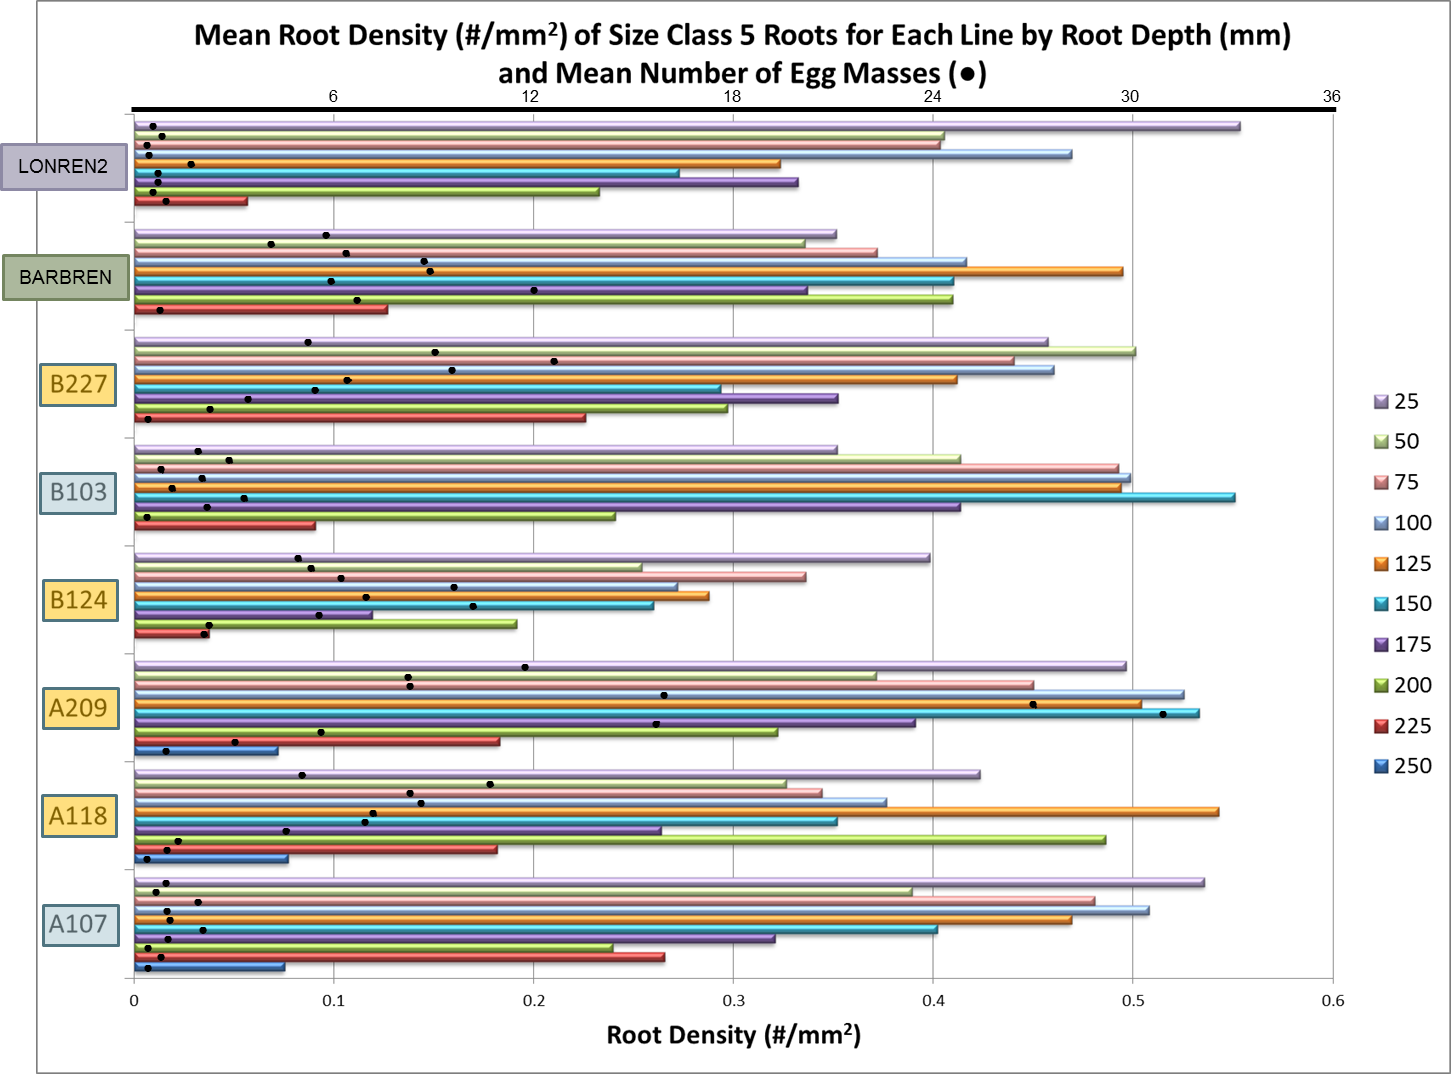 Mean Root Density (#/mm²) of Size Class 5 Roots for Each Line by Root Depth (mm)
and Mean Number of Egg Masses (●)
6 12 18 24 30 36
LONREN2
BARBREN
B227
B103
B124
A209
A118
A107
25
50
75
100
125
150
175
200
225
250
0 0.1 0.2 0.3 0.4 0.5 0.6
Root Density (#/mm²)